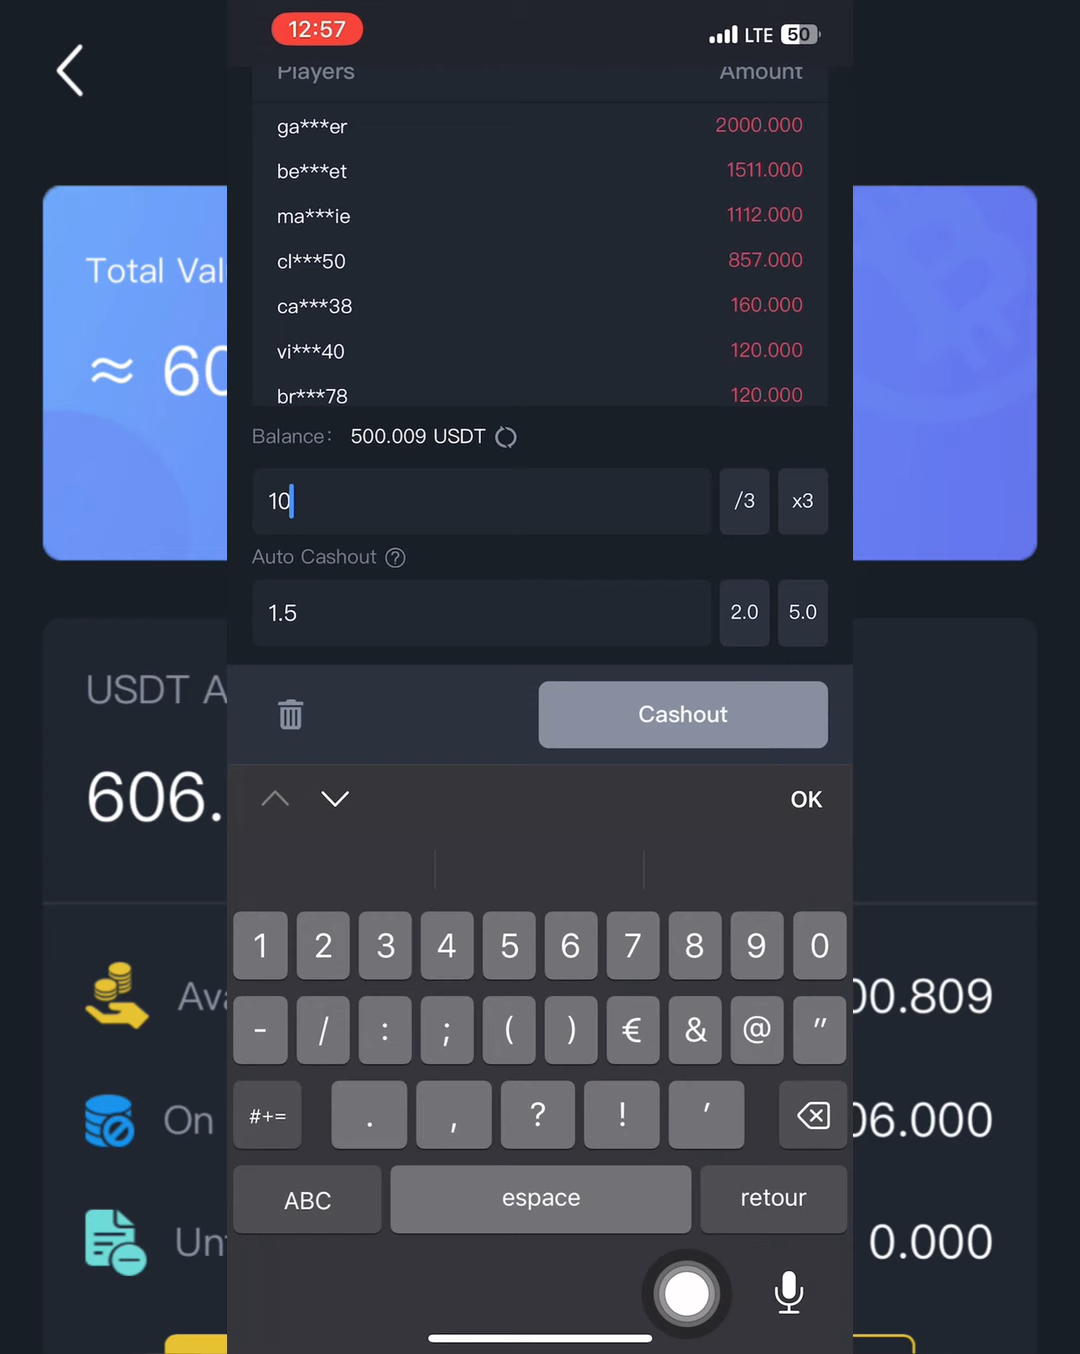 12:57
LTE 50
Players Amount
ga***er 2000.000
be***et 1511.000
ma***ie 1112.000
cl***50 857.000
ca***38 160.000
vi***40 120.000
br***78 120.000
Balance: 500.009 USDT
10 /3 x3
Auto Cashout ?
1.5 2.0 5.0
Cashout
OK
1 2 3 4 5 6 7 8 9 0
- / : ; ( ) € & @ "
#+= . , ? ! '
ABC espace retour
Total Val
≈ 60
USDT A
606.
Ava 00.809
On 06.000
Un 0.000